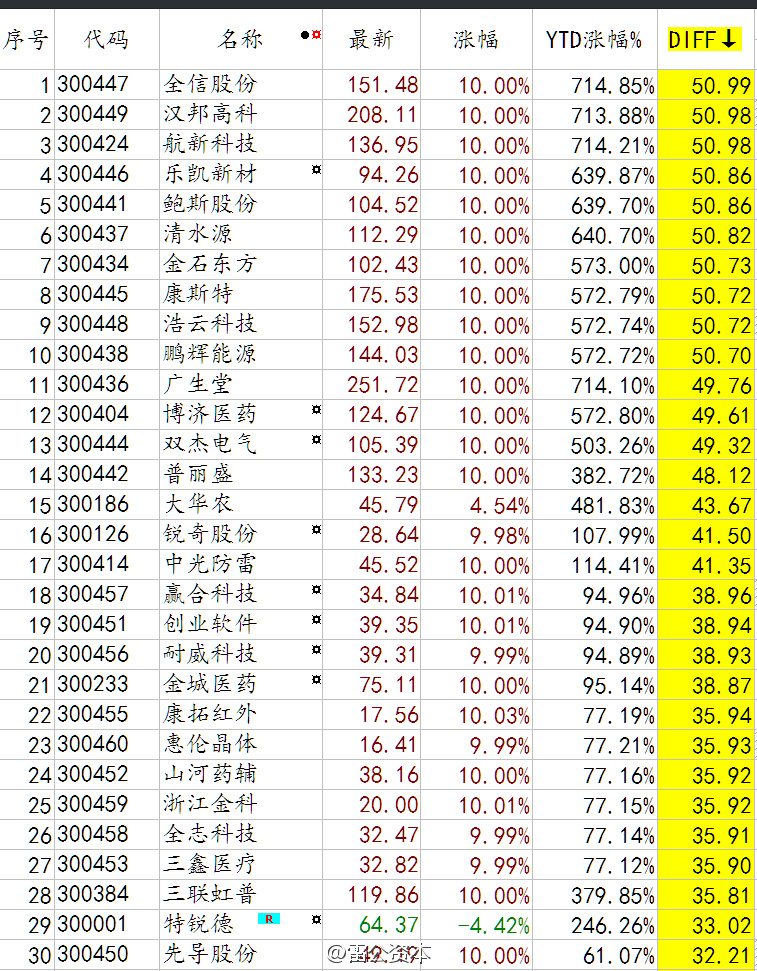 序号 代码 名称 最新 涨幅 YTD涨幅% DIFF↓
1 300447 全信股份 151.48 10.00% 714.85% 50.99
2 300449 汉邦高科 208.11 10.00% 713.88% 50.98
3 300424 航新科技 136.95 10.00% 714.21% 50.98
4 300446 乐凯新材 94.26 10.00% 639.87% 50.86
5 300441 鲍斯股份 104.52 10.00% 639.70% 50.86
6 300437 清水源 112.29 10.00% 640.70% 50.82
7 300434 金石东方 102.43 10.00% 573.00% 50.73
8 300445 康斯特 175.53 10.00% 572.79% 50.72
9 300448 浩云科技 152.98 10.00% 572.74% 50.72
10 300438 鹏辉能源 144.03 10.00% 572.72% 50.70
11 300436 广生堂 251.72 10.00% 714.10% 49.76
12 300404 博济医药 124.67 10.00% 572.80% 49.61
13 300444 双杰电气 105.39 10.00% 503.26% 49.32
14 300442 普丽盛 133.23 10.00% 382.72% 48.12
15 300186 大华农 45.79 4.54% 481.83% 43.67
16 300126 锐奇股份 28.64 9.98% 107.99% 41.50
17 300414 中光防雷 45.52 10.00% 114.41% 41.35
18 300457 赢合科技 34.84 10.01% 94.96% 38.96
19 300451 创业软件 39.35 10.01% 94.90% 38.94
20 300456 耐威科技 39.31 9.99% 94.89% 38.93
21 300233 金城医药 75.11 10.00% 95.14% 38.87
22 300455 康拓红外 17.56 10.03% 77.19% 35.94
23 300460 惠伦晶体 16.41 9.99% 77.21% 35.93
24 300452 山河药辅 38.16 10.00% 77.16% 35.92
25 300459 浙江金科 20.00 10.01% 77.15% 35.92
26 300458 全志科技 32.47 9.99% 77.14% 35.91
27 300453 三鑫医疗 32.82 9.99% 77.12% 35.90
28 300384 三联虹普 119.86 10.00% 379.85% 35.81
29 300001 特锐德 R 64.37 -4.42% 246.26% 33.02
30 300450 先导股份 10.00% 61.07% 32.21